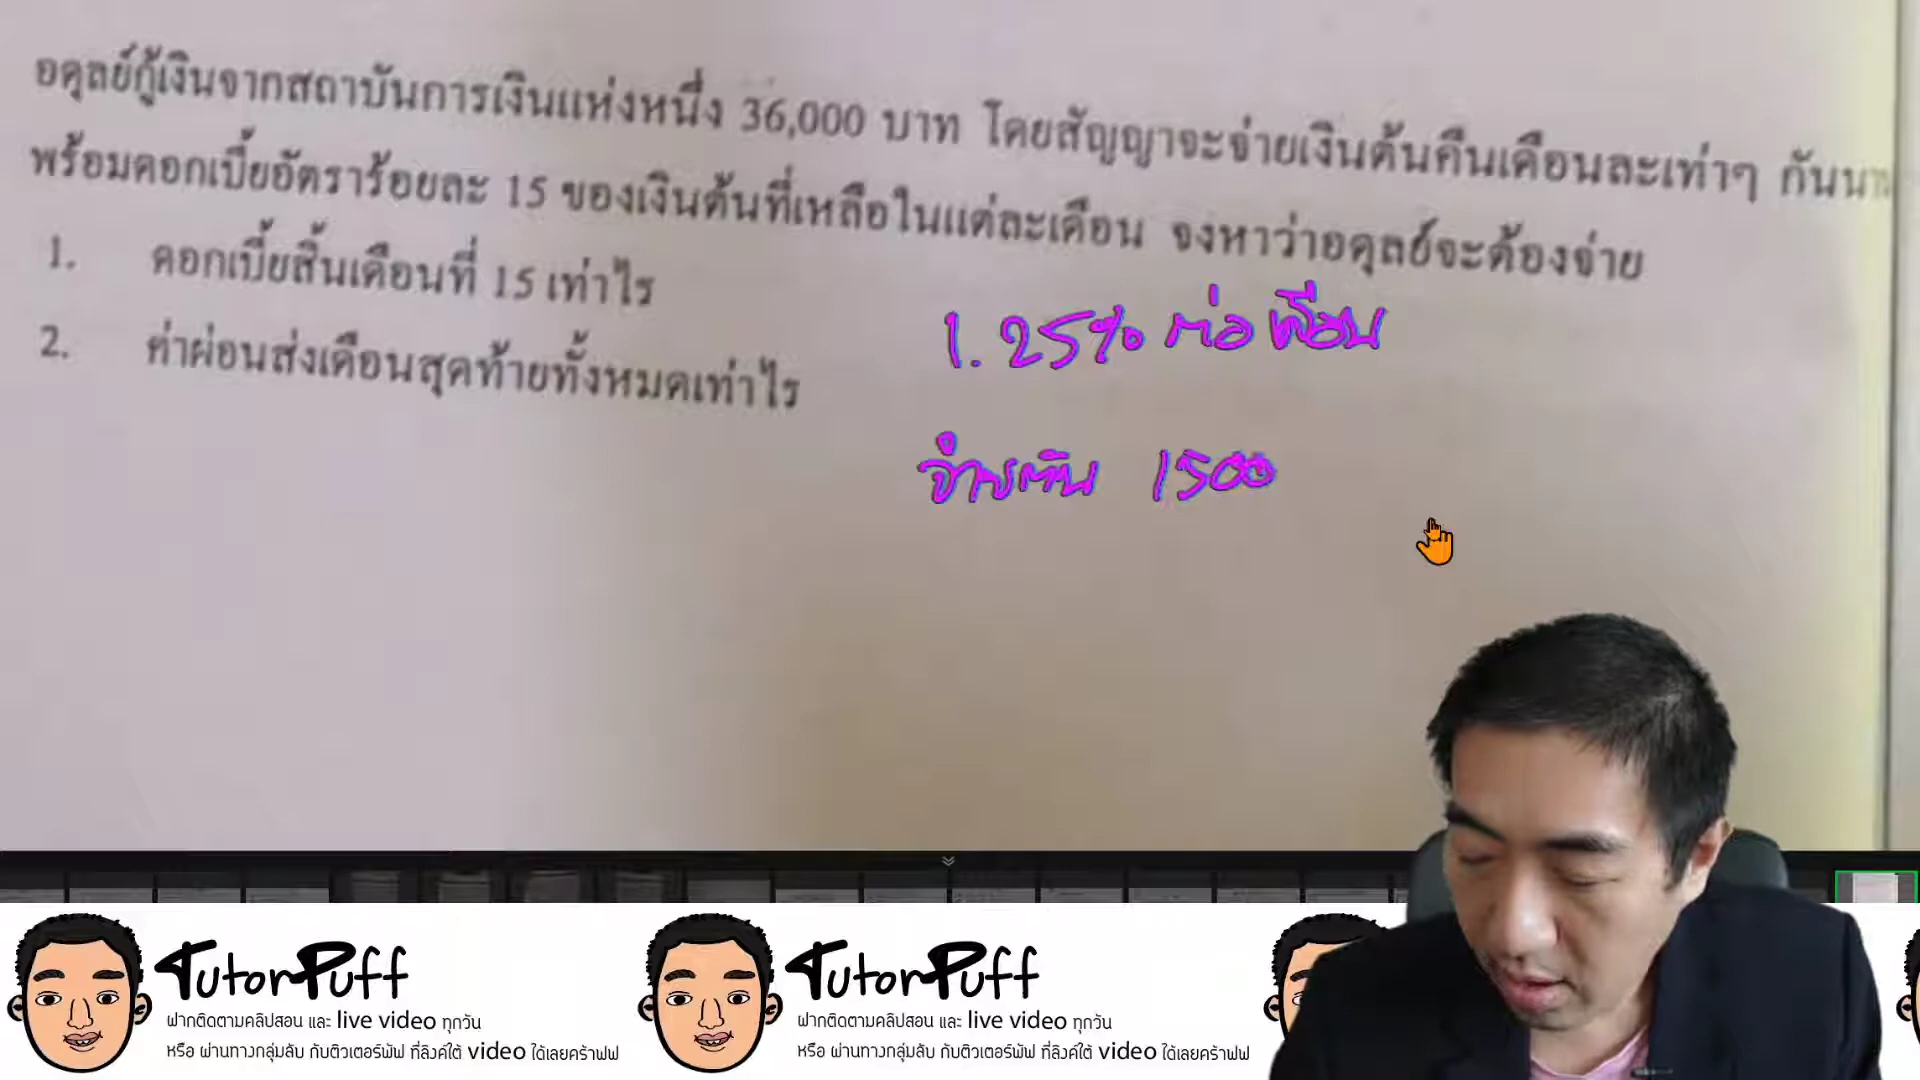 อดุลย์กู้เงินจากสถาบันการเงินแห่งหนึ่ง 36,000 บาท โดยสัญญาจะจ่ายเงินต้นคืนเดือนละเท่าๆ กัน
พร้อมดอกเบี้ยอัตราร้อยละ 15 ของเงินต้นที่เหลือในแต่ละเดือน จงหาว่าอดุลย์จะต้องจ่าย
1. ดอกเบี้ยสิ้นเดือนที่ 15 เท่าไร
2. ค่าผ่อนส่งเดือนสุดท้ายทั้งหมดเท่าไร
1.25% ต่อเดือน
จ่ายต้น 1500
TutorPuff
ฝากติดตามคลิปสอน และ live video ทุกวัน
หรือ ผ่านทางกลุ่มลับ กับติวเตอร์พัฟ ที่ลิงค์ใต้ video ได้เลยคร้าฟฟ
TutorPuff
ฝากติดตามคลิปสอน และ live video ทุกวัน
หรือ ผ่านทางกลุ่มลับ กับติวเตอร์พัฟ ที่ลิงค์ใต้ video ได้เลยคร้าฟฟ